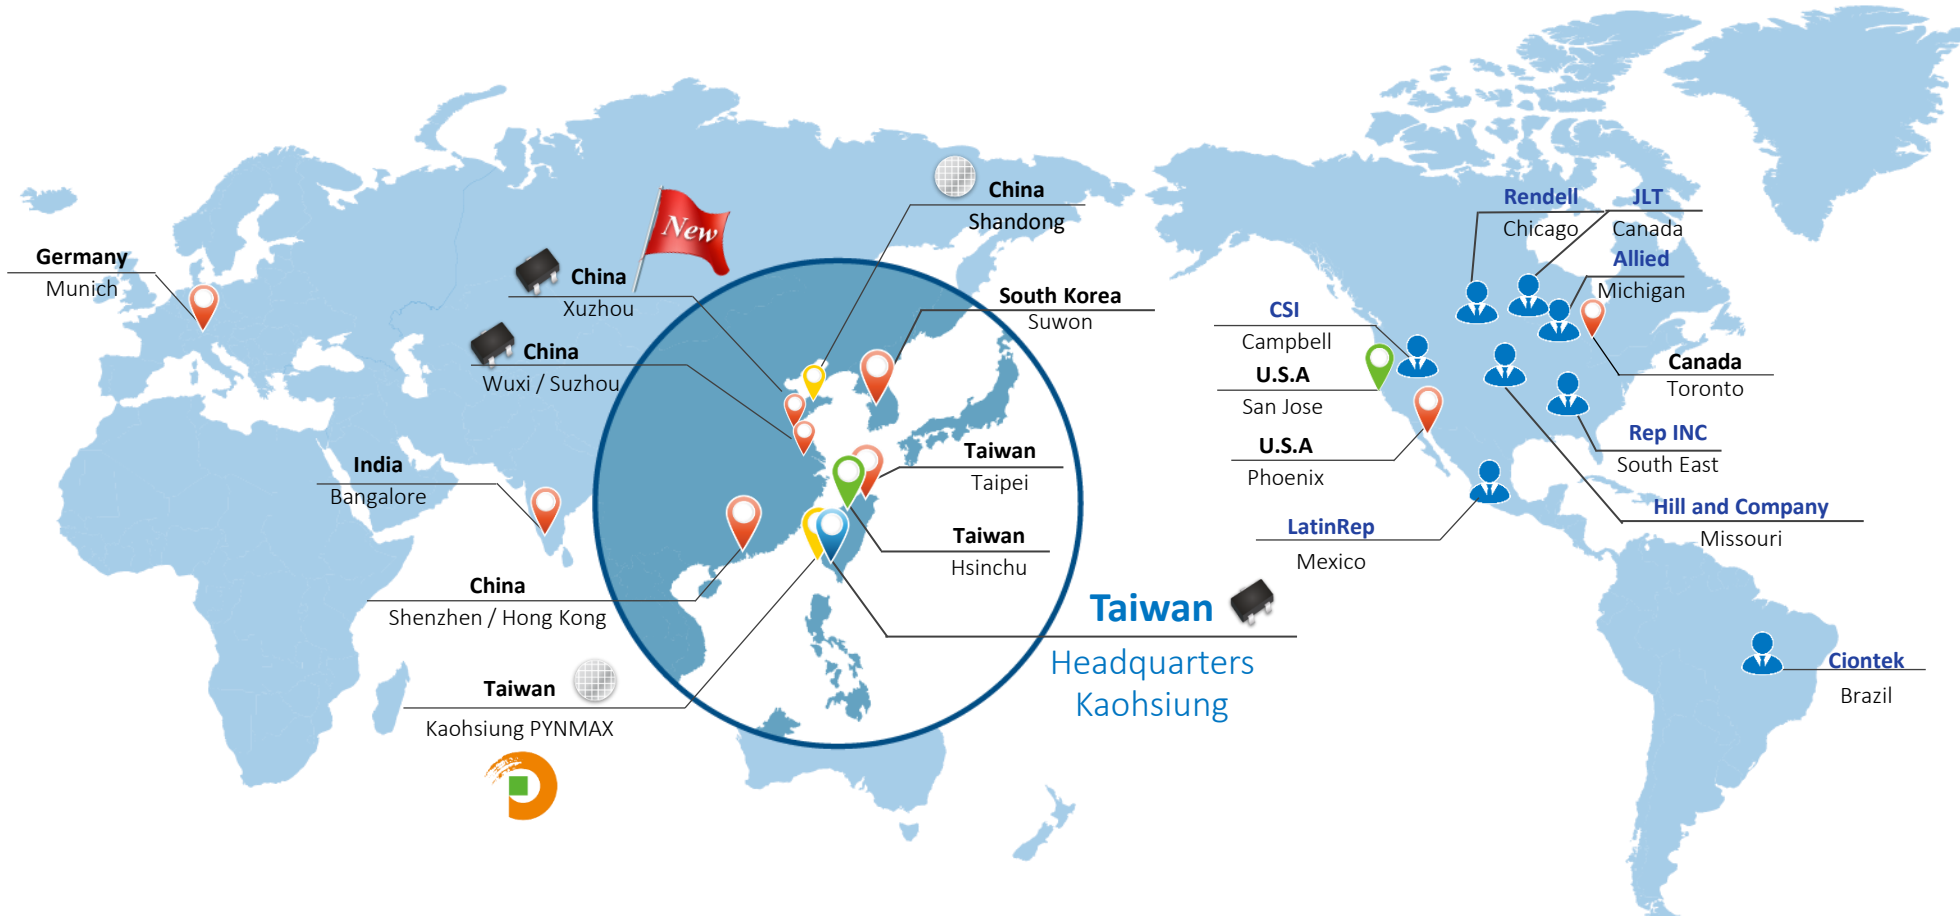 Germany
Munich
China
Shandong
New
China
Xuzhou
China
Wuxi / Suzhou
South Korea
Suwon
India
Bangalore
Taiwan
Taipei
Taiwan
Hsinchu
China
Shenzhen / Hong Kong
Taiwan
Headquarters
Kaohsiung
Taiwan
Kaohsiung PYNMAX
Rendell
Chicago
JLT
Canada
Allied
Michigan
CSI
Campbell
U.S.A
San Jose
U.S.A
Phoenix
Canada
Toronto
Rep INC
South East
Hill and Company
Missouri
LatinRep
Mexico
Ciontek
Brazil